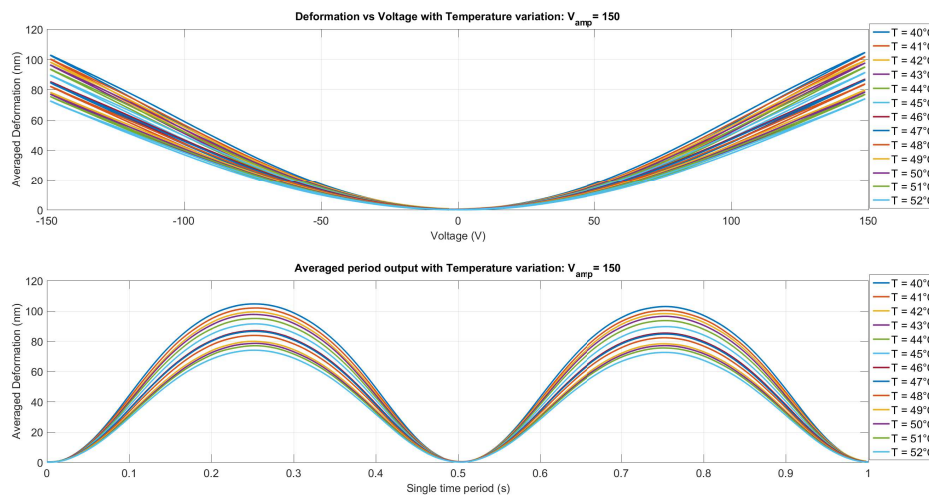 Deformation vs Voltage with Temperature variation: V_amp = 150
Averaged Deformation (nm)
120
100
80
60
40
20
0
-150
-100
-50
0
50
100
150
Voltage (V)
T = 40°C
T = 41°C
T = 42°C
T = 43°C
T = 44°C
T = 45°C
T = 46°C
T = 47°C
T = 48°C
T = 49°C
T = 50°C
T = 51°C
T = 52°C
Averaged period output with Temperature variation: V_amp = 150
Averaged Deformation (nm)
120
100
80
60
40
20
0
0
0.1
0.2
0.3
0.4
0.5
0.6
0.7
0.8
0.9
1
Single time period (s)
T = 40°C
T = 41°C
T = 42°C
T = 43°C
T = 44°C
T = 45°C
T = 46°C
T = 47°C
T = 48°C
T = 49°C
T = 50°C
T = 51°C
T = 52°C